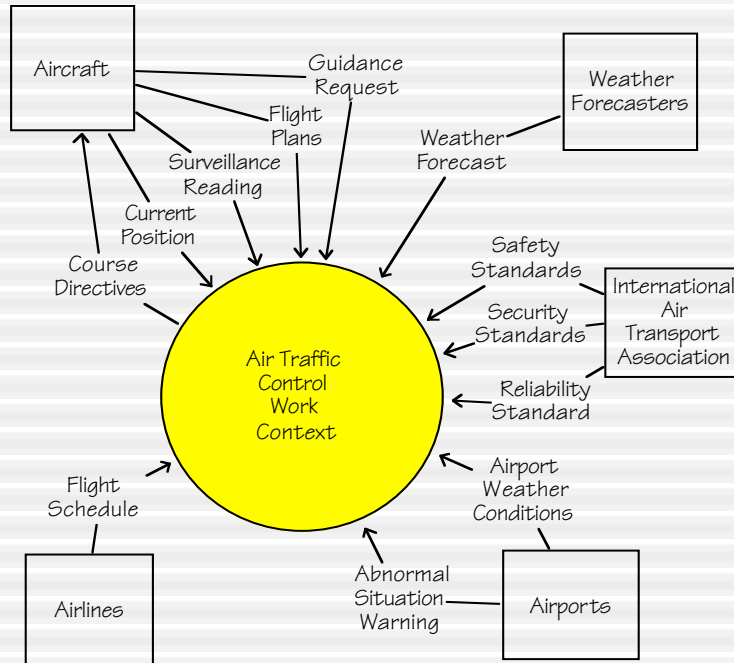 Aircraft
Guidance
Request
Flight
Plans
Surveillance
Reading
Current
Position
Course
Directives
Weather
Forecast
Weather
Forecasters
Safety
Standards
Security
Standards
Reliability
Standard
International
Air
Transport
Association
Air Traffic
Control
Work
Context
Flight
Schedule
Airlines
Airport
Weather
Conditions
Abnormal
Situation
Warning
Airports